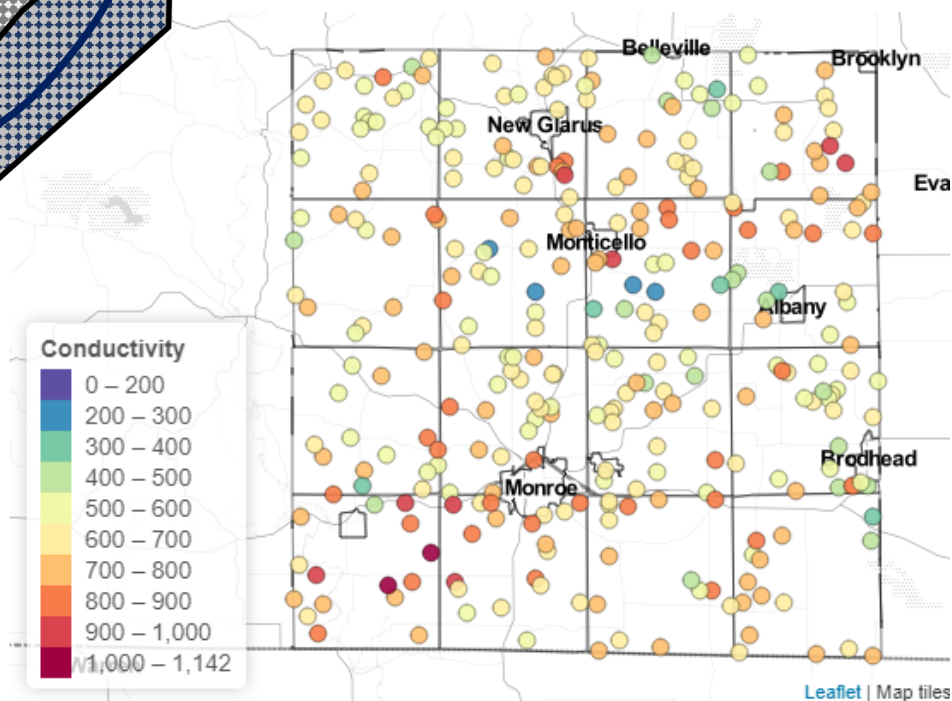 Belleville
Brooklyn
New Glarus
Eva
Monticello
Albany
Conductivity
0 – 200
200 – 300
300 – 400
400 – 500
500 – 600
600 – 700
700 – 800
800 – 900
900 – 1,000
1,000 – 1,142
Brodhead
Monroe
Leaflet | Map tiles